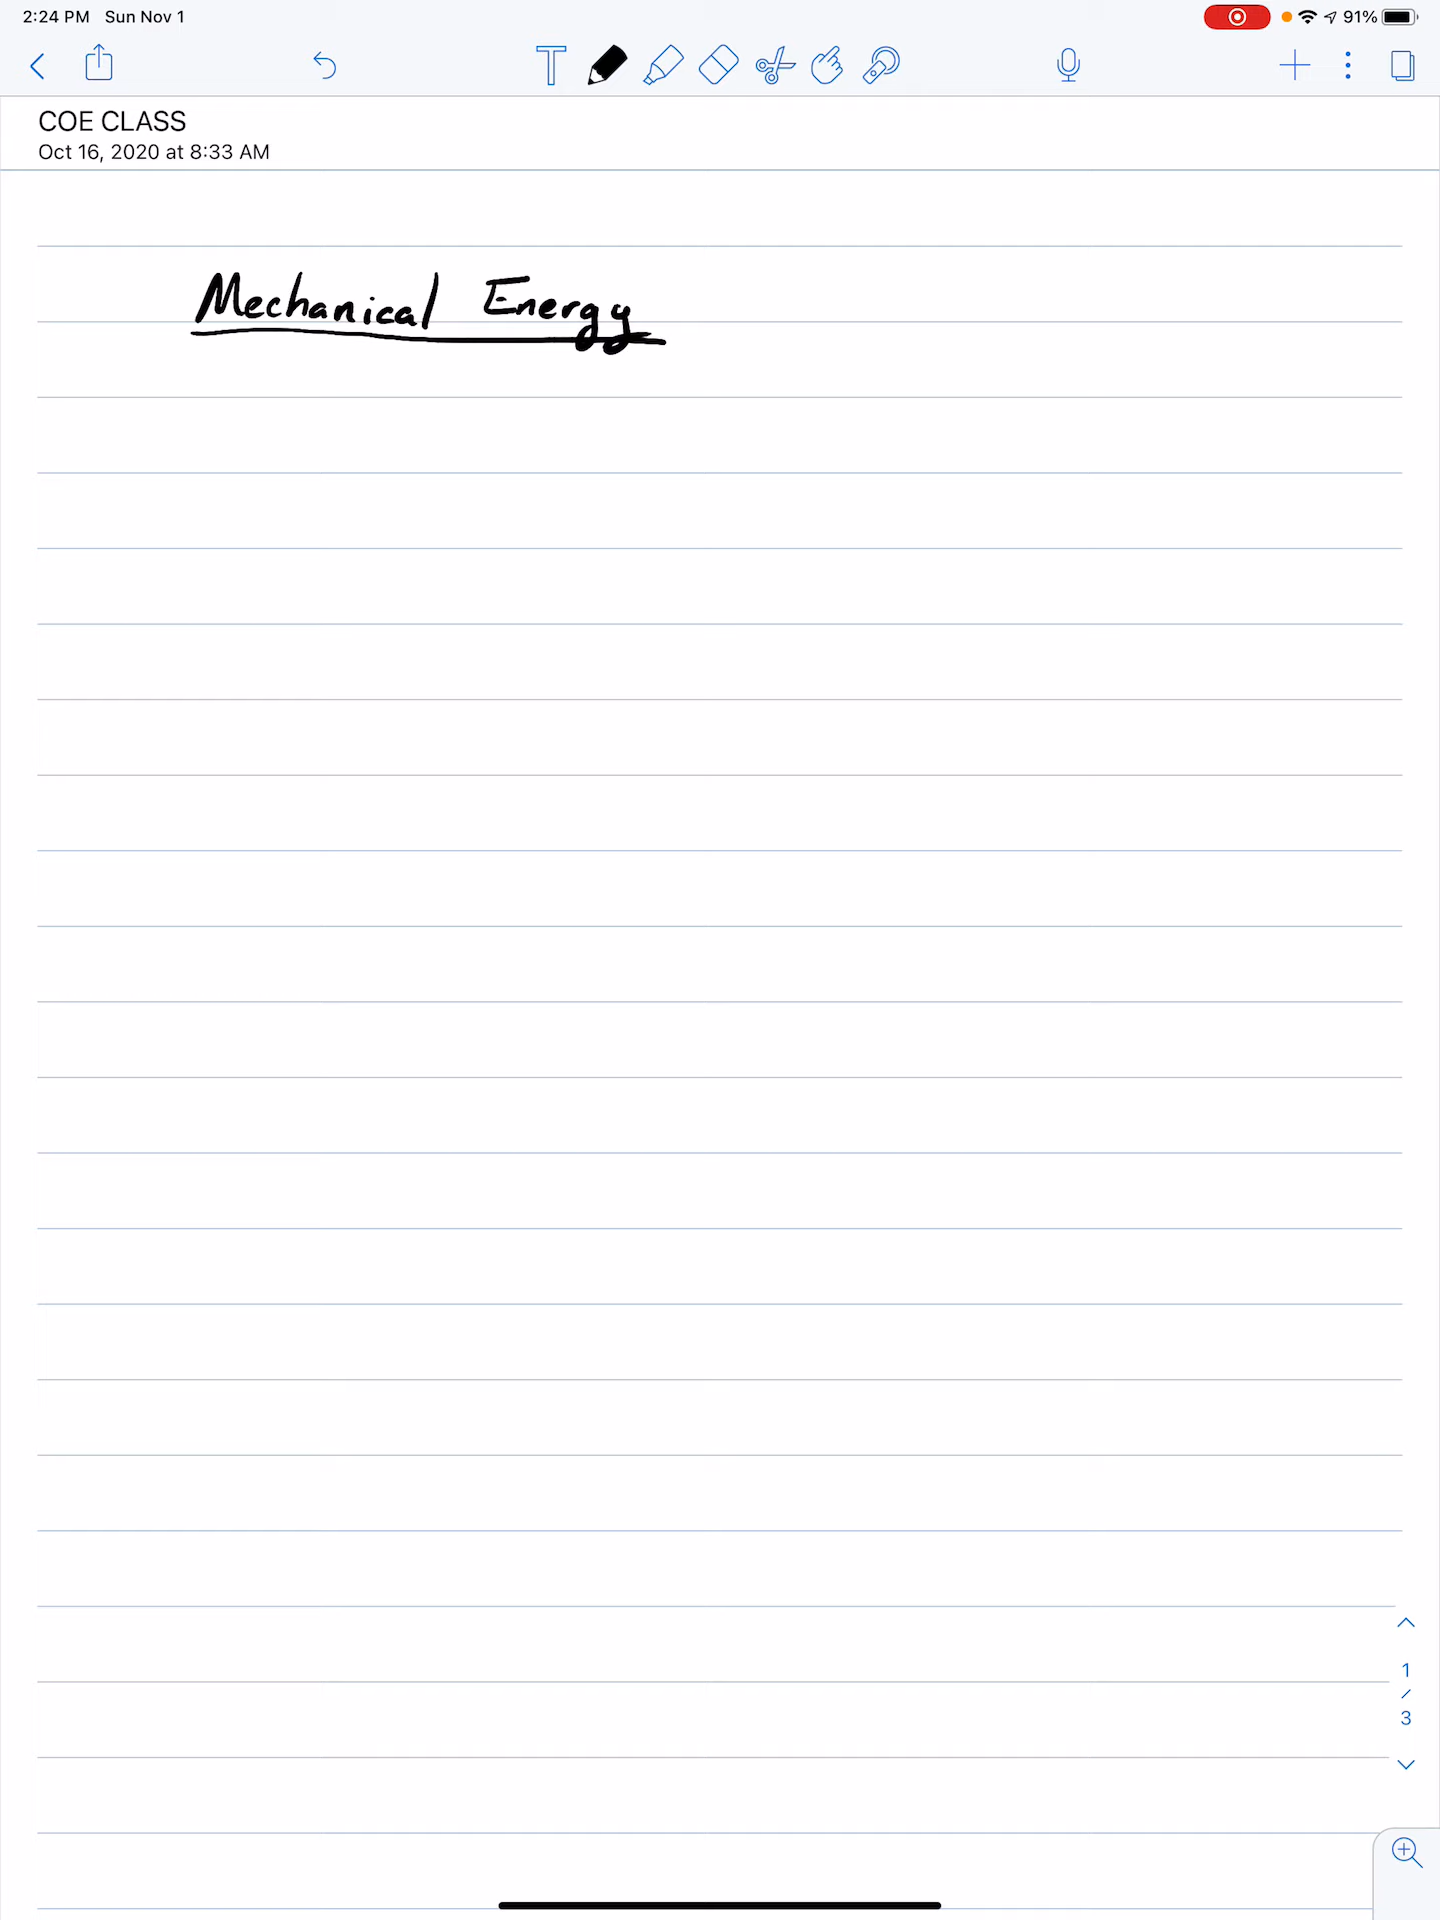 2:24 PM Sun Nov 1 91%
T
COE CLASS
Oct 16, 2020 at 8:33 AM
Mechanical Energy
1
/
3